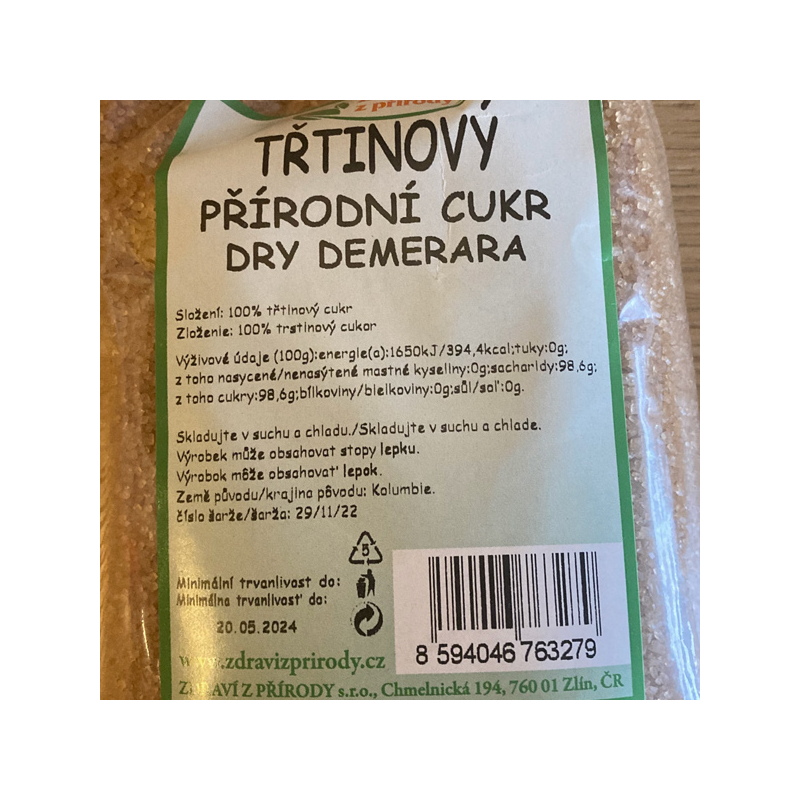 z přírody
TŘTINOVÝ
PŘÍRODNÍ CUKR
DRY DEMERARA
Složení: 100% třtinový cukr
Zloženie: 100% trstinový cukor
Výživové údaje (100g):energie(a):1650kJ/394,4kcal;tuky:0g;
z toho nasycené/nenasýtené mastné kyseliny:0g;sacharidy:98,6g;
z toho cukry:98,6g;bílkoviny/bielkoviny:0g;sůl/soľ:0g.
Skladujte v suchu a chladu./Skladujte v suchu a chlade.
Výrobek může obsahovat stopy lepku.
Výrobok môže obsahovať lepok.
Země původu/krajina pôvodu: Kolumbie.
číslo šarže/šarža: 29/11/22
5
Minimální trvanlivost do:
Minimálna trvanlivosť do:
20.05.2024
8 594046 763279
www.zdravizprirody.cz
ZDRAVÍ Z PŘÍRODY s.r.o., Chmelnická 194, 760 01 Zlín, ČR